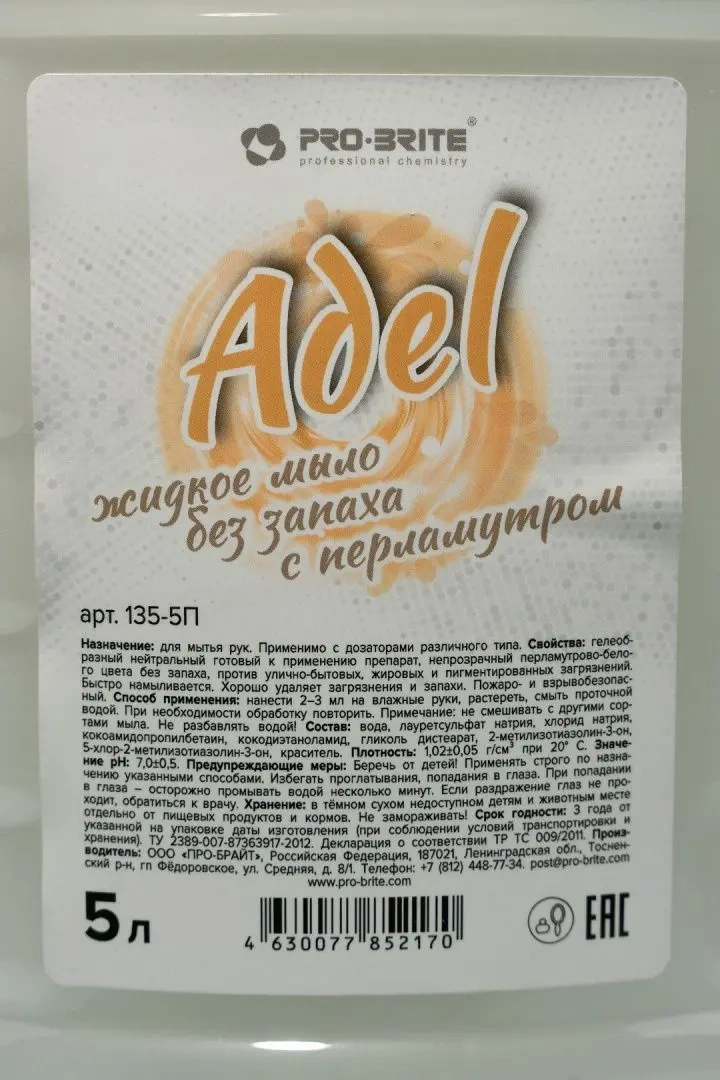 PRO-BRITE®
professional chemistry
Adel
жидкое мыло
без запаха
с перламутром
арт. 135-5П
Назначение: для мытья рук. Применимо с дозаторами различного типа. Свойства: гелеоб-
разный нейтральный готовый к применению препарат, непрозрачный перламутрово-бело-
го цвета без запаха, против улично-бытовых, жировых и пигментированных загрязнений.
Быстро намыливается. Хорошо удаляет загрязнения и запахи. Пожаро- и взрывобезопас-
ный. Способ применения: нанести 2–3 мл на влажные руки, растереть, смыть проточной
водой. При необходимости обработку повторить. Примечание: не смешивать с другими сор-
тами мыла. Не разбавлять водой! Состав: вода, лауретсульфат натрия, хлорид натрия,
кокоамидопропилбетаин, кокодиэтаноламид, гликоль дистеарат, 2-метилизотиазолин-3-он,
5-хлор-2-метилизотиазолин-3-он, краситель. Плотность: 1,02±0,05 г/см³ при 20° С. Значе-
ние pH: 7,0±0,5. Предупреждающие меры: Беречь от детей! Применять строго по назна-
чению указанными способами. Избегать проглатывания, попадания в глаза. При попадании
в глаза – осторожно промывать водой несколько минут. Если раздражение глаз не про-
ходит, обратиться к врачу. Хранение: в тёмном сухом недоступном детям и животным месте
отдельно от пищевых продуктов и кормов. Не замораживать! Срок годности: 3 года от
указанной на упаковке даты изготовления (при соблюдении условий транспортировки и
хранения). ТУ 2389-007-87363917-2012. Декларация о соответствии ТР ТС 009/2011. Произ-
водитель: ООО «ПРО-БРАЙТ», Российская Федерация, 187021, Ленинградская обл., Тоснен-
ский р-н, гп Фёдоровское, ул. Средняя, д. 8/1. Телефон: +7 (812) 448-77-34. post@pro-brite.com
www.pro-brite.com
5 л
4 630077 852170
EAC